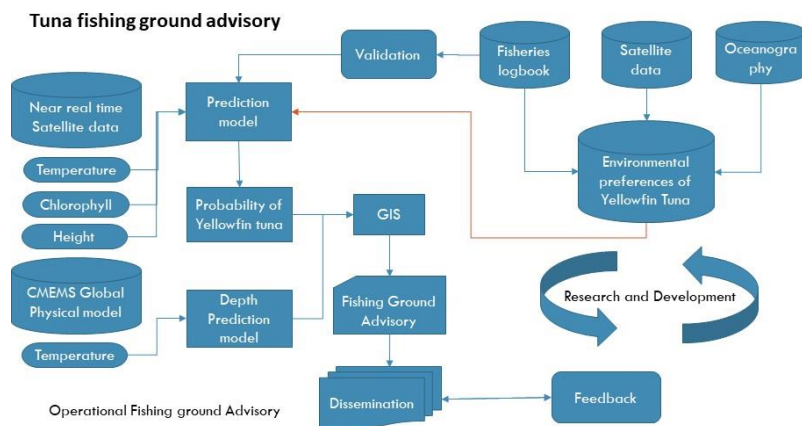 Tuna fishing ground advisory
Validation
Fisheries
logbook
Satellite
data
Oceanogra
phy
Near real time
Satellite data
Prediction
model
Temperature
Chlorophyll
Height
Probability of
Yellowfin tuna
GIS
Environmental
preferences of
Yellowfin Tuna
CMEMS Global
Physical model
Temperature
Depth
Prediction
model
Fishing Ground
Advisory
Research and Development
Dissemination
Feedback
Operational Fishing ground Advisory